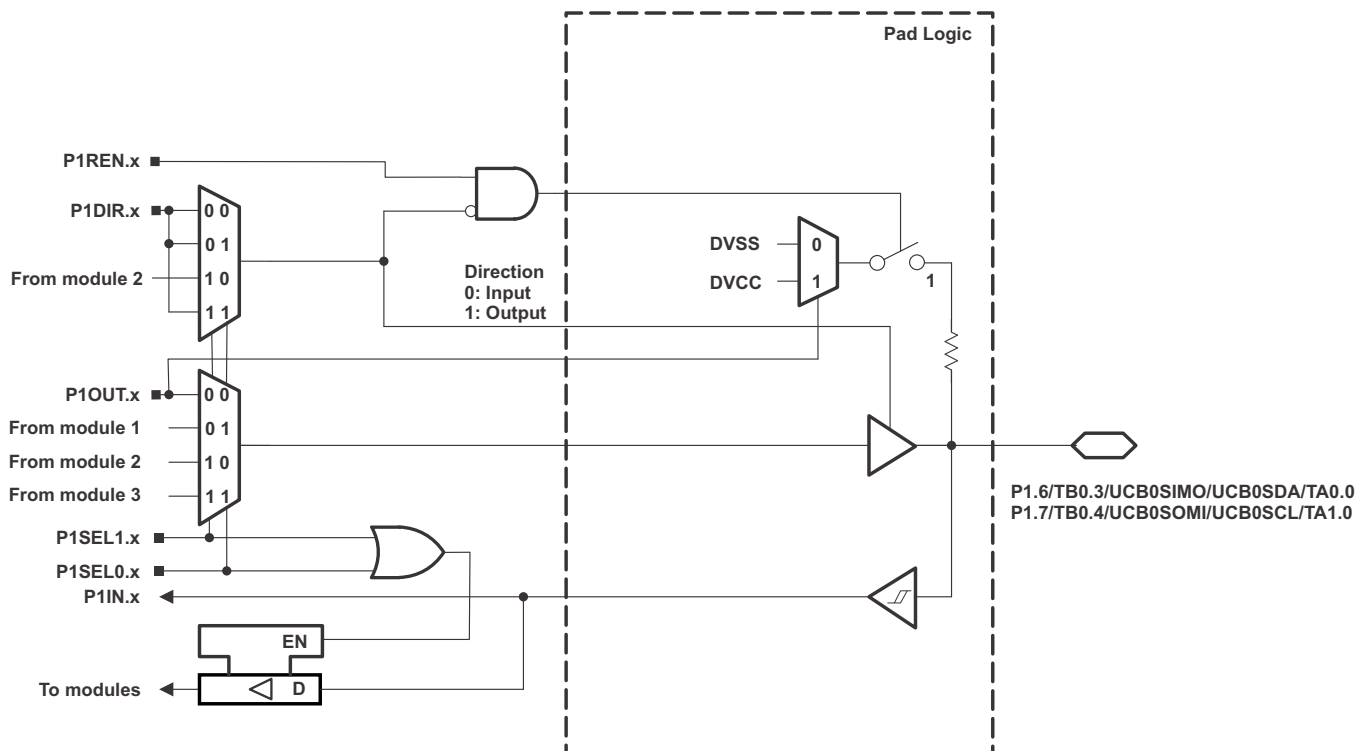 Pad Logic
P1REN.x
P1DIR.x
0 0
0 1
From module 2
1 0
1 1
Direction
0: Input
1: Output
DVSS
0
DVCC
1
1
P1OUT.x
0 0
From module 1
0 1
From module 2
1 0
From module 3
1 1
P1.6/TB0.3/UCB0SIMO/UCB0SDA/TA0.0
P1.7/TB0.4/UCB0SOMI/UCB0SCL/TA1.0
P1SEL1.x
P1SEL0.x
P1IN.x
EN
To modules
D